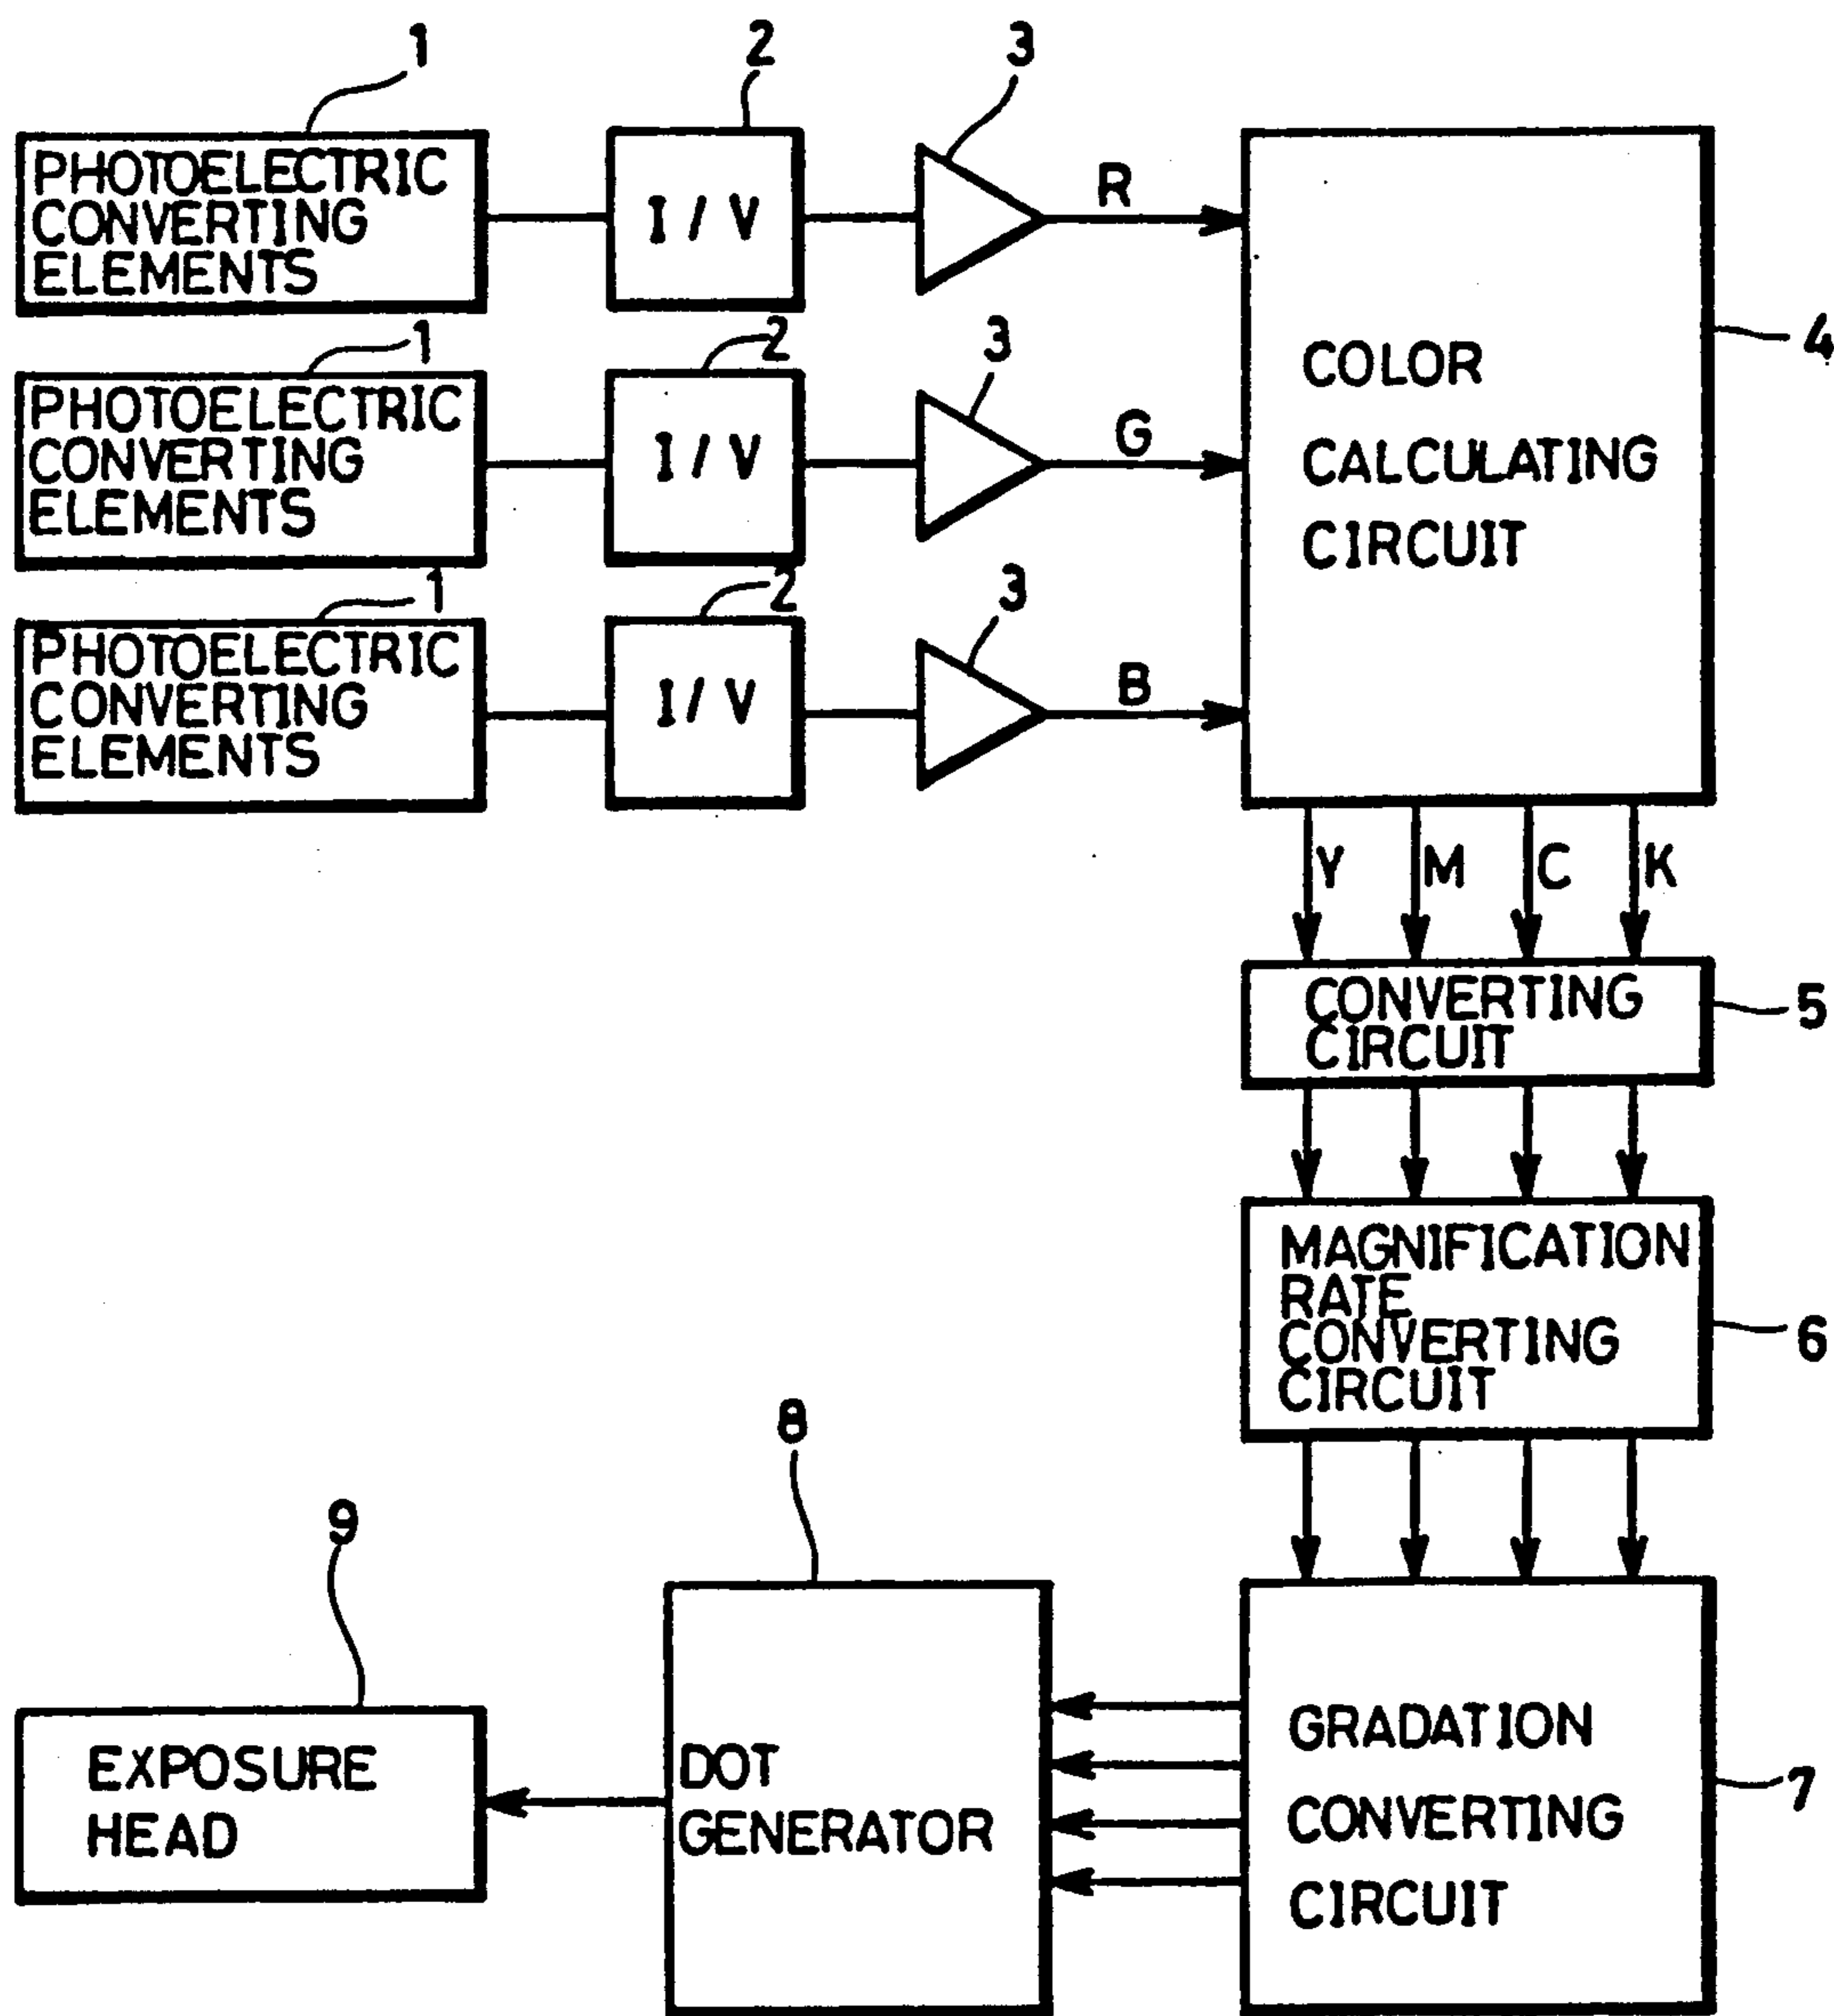 1
2
3
PHOTOELECTRIC
CONVERTING
ELEMENTS
I / V
R
1
2
3
PHOTOELECTRIC
CONVERTING
ELEMENTS
I / V
G
1
2
3
PHOTOELECTRIC
CONVERTING
ELEMENTS
I / V
B
COLOR
CALCULATING
CIRCUIT
4
Y M C K
CONVERTING
CIRCUIT
5
MAGNIFICATION
RATE
CONVERTING
CIRCUIT
6
GRADATION
CONVERTING
CIRCUIT
7
8
DOT
GENERATOR
9
EXPOSURE
HEAD